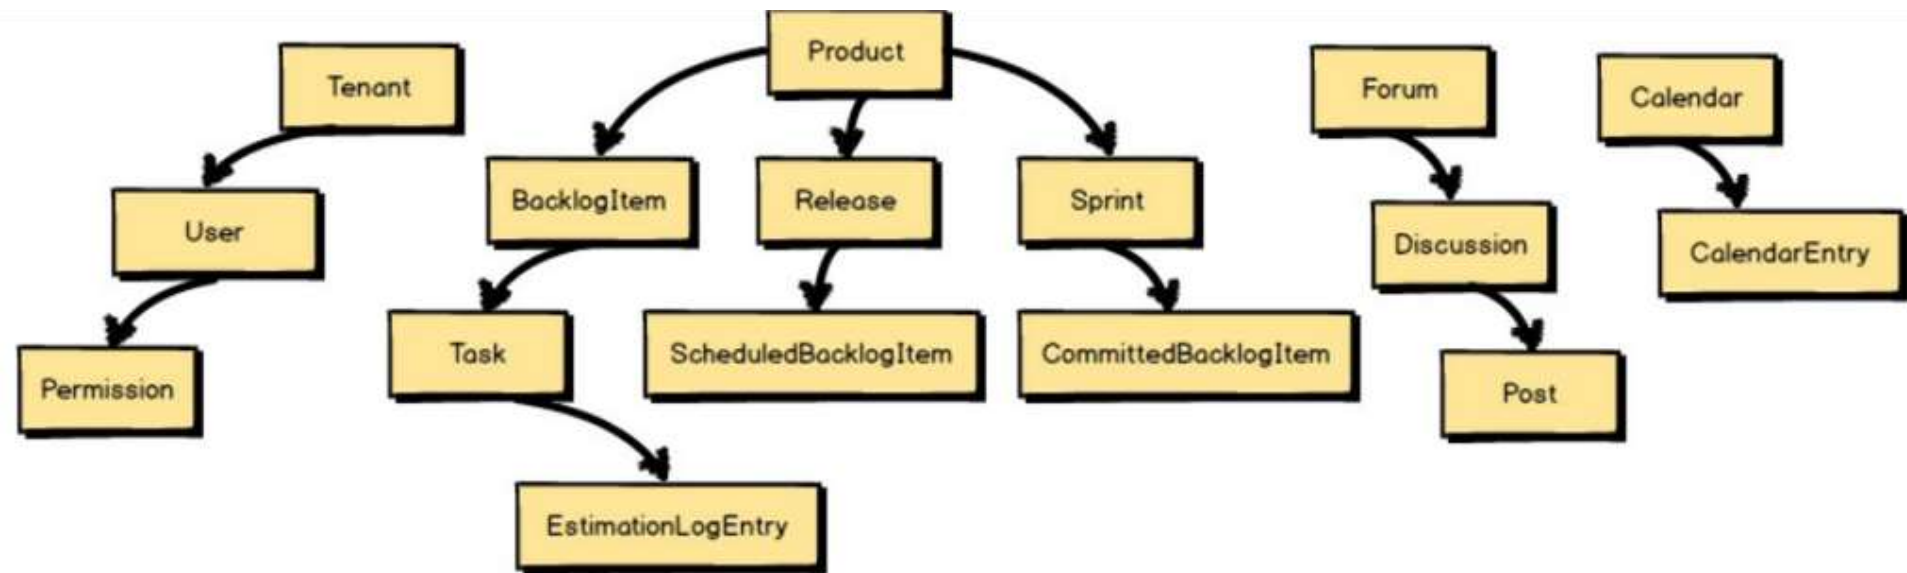 Product
Tenant
Forum
Calendar
BacklogItem
Release
Sprint
User
Discussion
CalendarEntry
Task
ScheduledBacklogItem
CommittedBacklogItem
Permission
Post
EstimationLogEntry